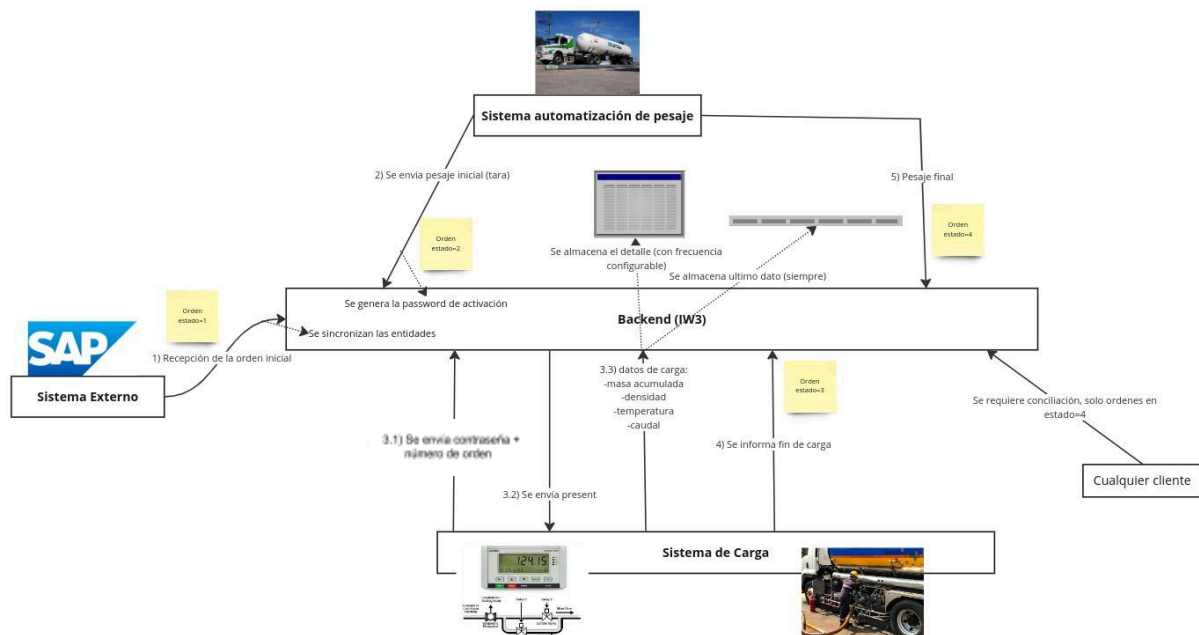 Sistema automatización de pesaje
2) Se envía pesaje inicial (tara)
5) Pesaje final
Orden
estado=2
Orden
estado=4
Se almacena el detalle (con frecuencia
configurable)
Se almacena ultimo dato (siempre)
Se genera la password de activación
Orden
estado=1
Se sincronizan las entidades
Backend (IW3)
SAP
1) Recepción de la orden inicial
Sistema Externo
3.3) datos de carga:
-masa acumulada
-densidad
-temperatura
-caudal
Orden
estado=3
Se requiere conciliación, solo ordenes en
estado=4
3.1) Se envía contraseña +
número de orden
4) Se informa fin de carga
Cualquier cliente
3.2) Se envía present
Sistema de Carga
124.15